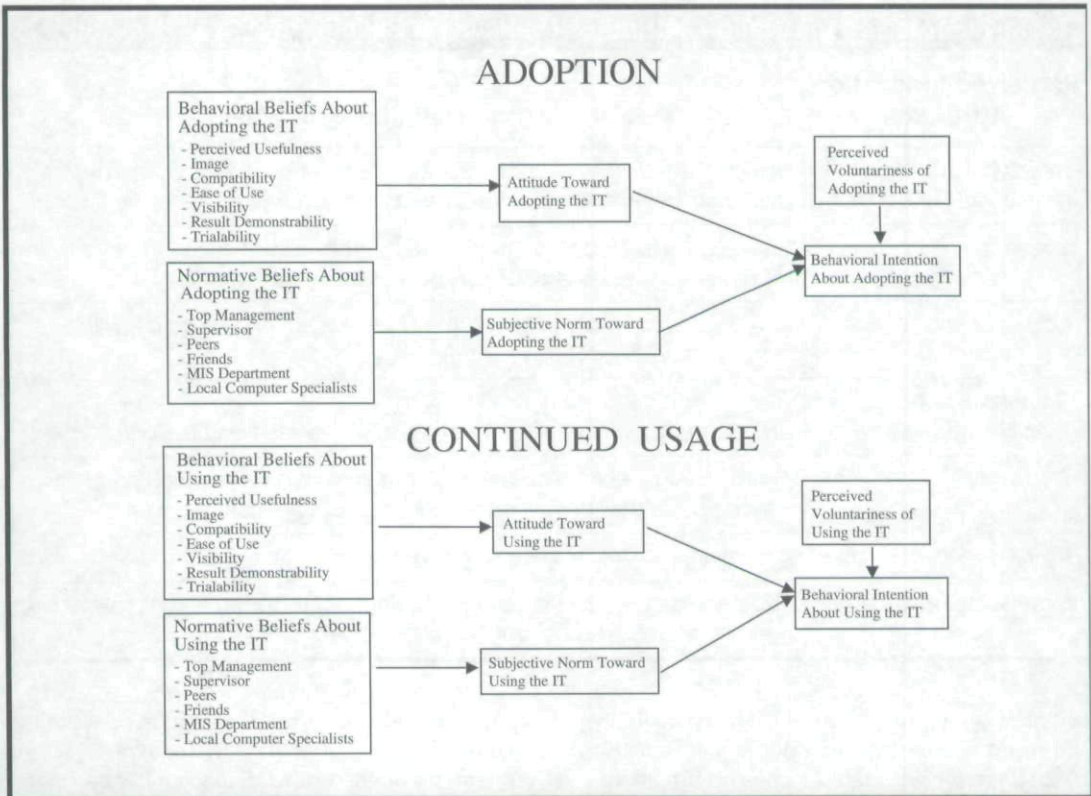 ADOPTION
Behavioral Beliefs About
Adopting the IT
- Perceived Usefulness
- Image
- Compatibility
- Ease of Use
- Visibility
- Result Demonstrability
- Trialability
Attitude Toward
Adopting the IT
Perceived
Voluntariness of
Adopting the IT
Behavioral Intention
About Adopting the IT
Normative Beliefs About
Adopting the IT
- Top Management
- Supervisor
- Peers
- Friends
- MIS Department
- Local Computer Specialists
Subjective Norm Toward
Adopting the IT
CONTINUED USAGE
Behavioral Beliefs About
Using the IT
- Perceived Usefulness
- Image
- Compatibility
- Ease of Use
- Visibility
- Result Demonstrability
- Trialability
Attitude Toward
Using the IT
Perceived
Voluntariness of
Using the IT
Behavioral Intention
About Using the IT
Normative Beliefs About
Using the IT
- Top Management
- Supervisor
- Peers
- Friends
- MIS Department
- Local Computer Specialists
Subjective Norm Toward
Using the IT